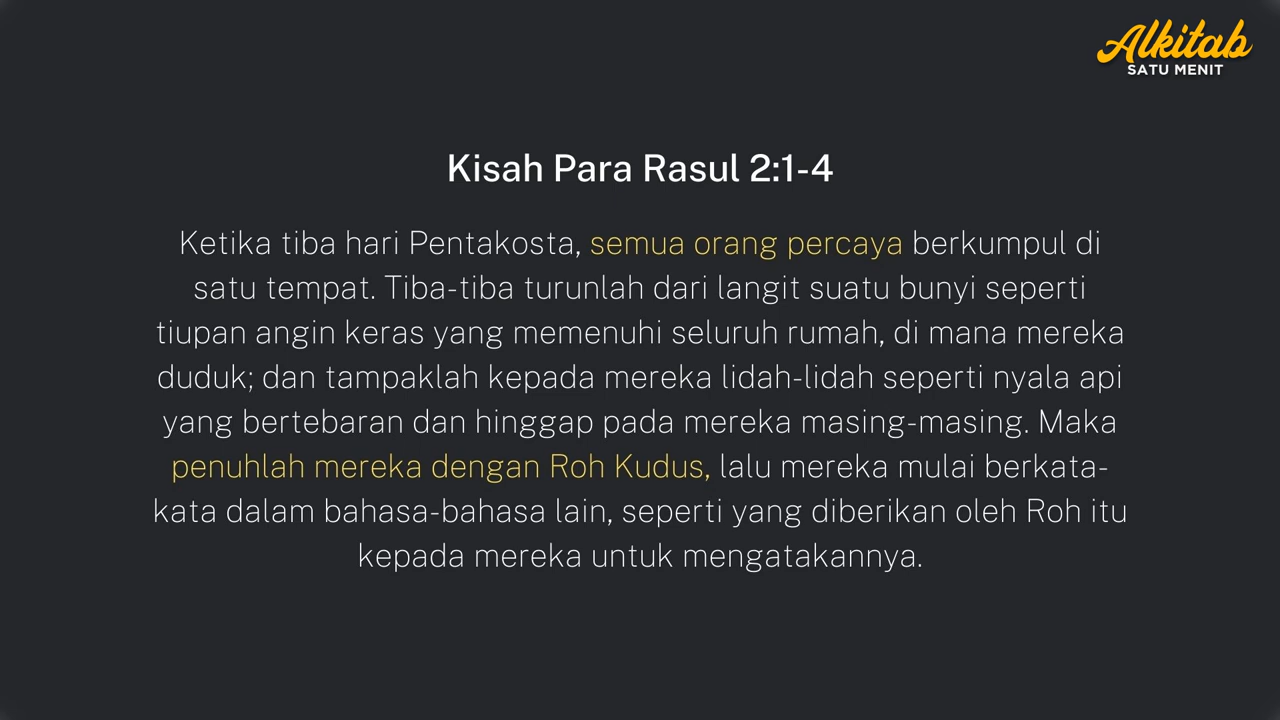 Alkitab
SATU MENIT
Kisah Para Rasul 2:1-4
Ketika tiba hari Pentakosta, semua orang percaya berkumpul di
satu tempat. Tiba-tiba turunlah dari langit suatu bunyi seperti
tiupan angin keras yang memenuhi seluruh rumah, di mana mereka
duduk; dan tampaklah kepada mereka lidah-lidah seperti nyala api
yang bertebaran dan hinggap pada mereka masing-masing. Maka
penuhlah mereka dengan Roh Kudus, lalu mereka mulai berkata-
kata dalam bahasa-bahasa lain, seperti yang diberikan oleh Roh itu
kepada mereka untuk mengatakannya.